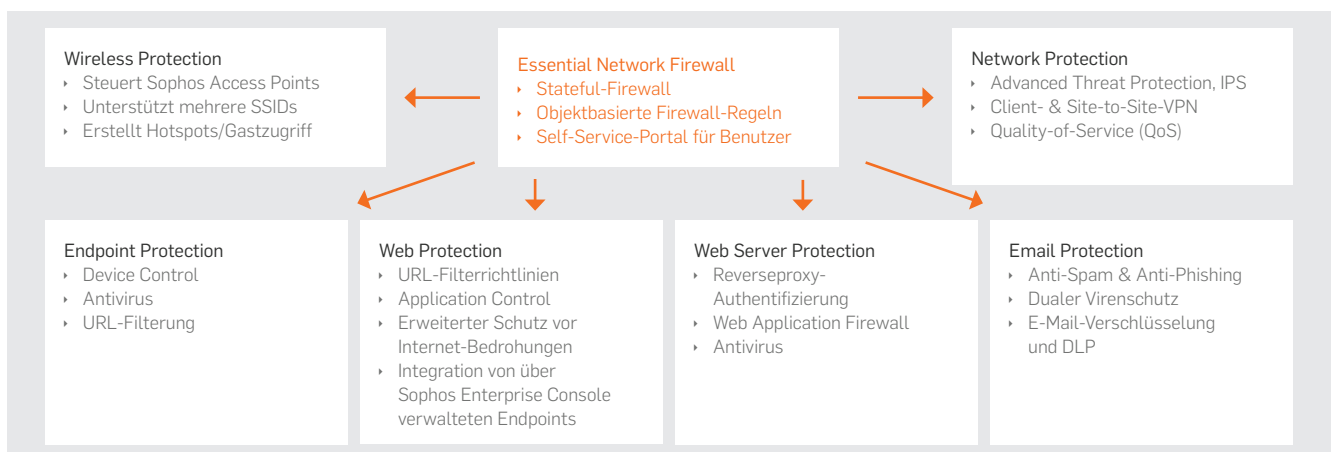 Wireless Protection
‣ Steuert Sophos Access Points
‣ Unterstützt mehrere SSIDs
‣ Erstellt Hotspots/Gastzugriff
Essential Network Firewall
‣ Stateful-Firewall
‣ Objektbasierte Firewall-Regeln
‣ Self-Service-Portal für Benutzer
Network Protection
‣ Advanced Threat Protection, IPS
‣ Client- & Site-to-Site-VPN
‣ Quality-of-Service (QoS)
Endpoint Protection
‣ Device Control
‣ Antivirus
‣ URL-Filterung
Web Protection
‣ URL-Filterrichtlinien
‣ Application Control
‣ Erweiterter Schutz vor
Internet-Bedrohungen
‣ Integration von über
Sophos Enterprise Console
verwalteten Endpoints
Web Server Protection
‣ Reverseproxy-
Authentifizierung
‣ Web Application Firewall
‣ Antivirus
Email Protection
‣ Anti-Spam & Anti-Phishing
‣ Dualer Virenschutz
‣ E-Mail-Verschlüsselung
und DLP